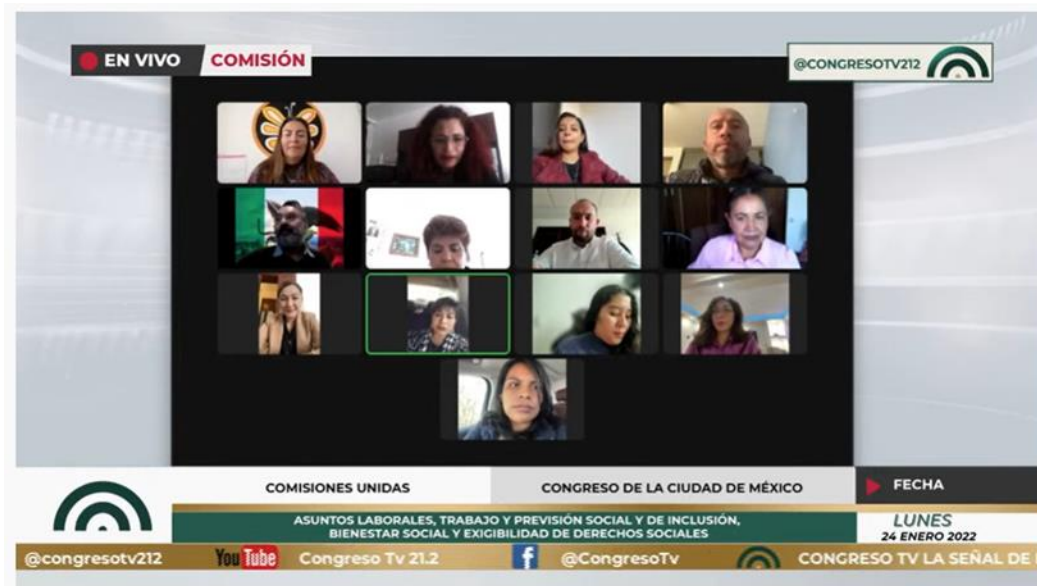 EN VIVO COMISIÓN
@CONGRESOTV212
COMISIONES UNIDAS
CONGRESO DE LA CIUDAD DE MÉXICO
FECHA
ASUNTOS LABORALES, TRABAJO Y PREVISIÓN SOCIAL Y DE INCLUSIÓN,
BIENESTAR SOCIAL Y EXIGIBILIDAD DE DERECHOS SOCIALES
LUNES
24 ENERO 2022
@congresotv212 You Tube Congreso Tv 21.2 f @CongresoTv CONGRESO TV LA SEÑAL DE